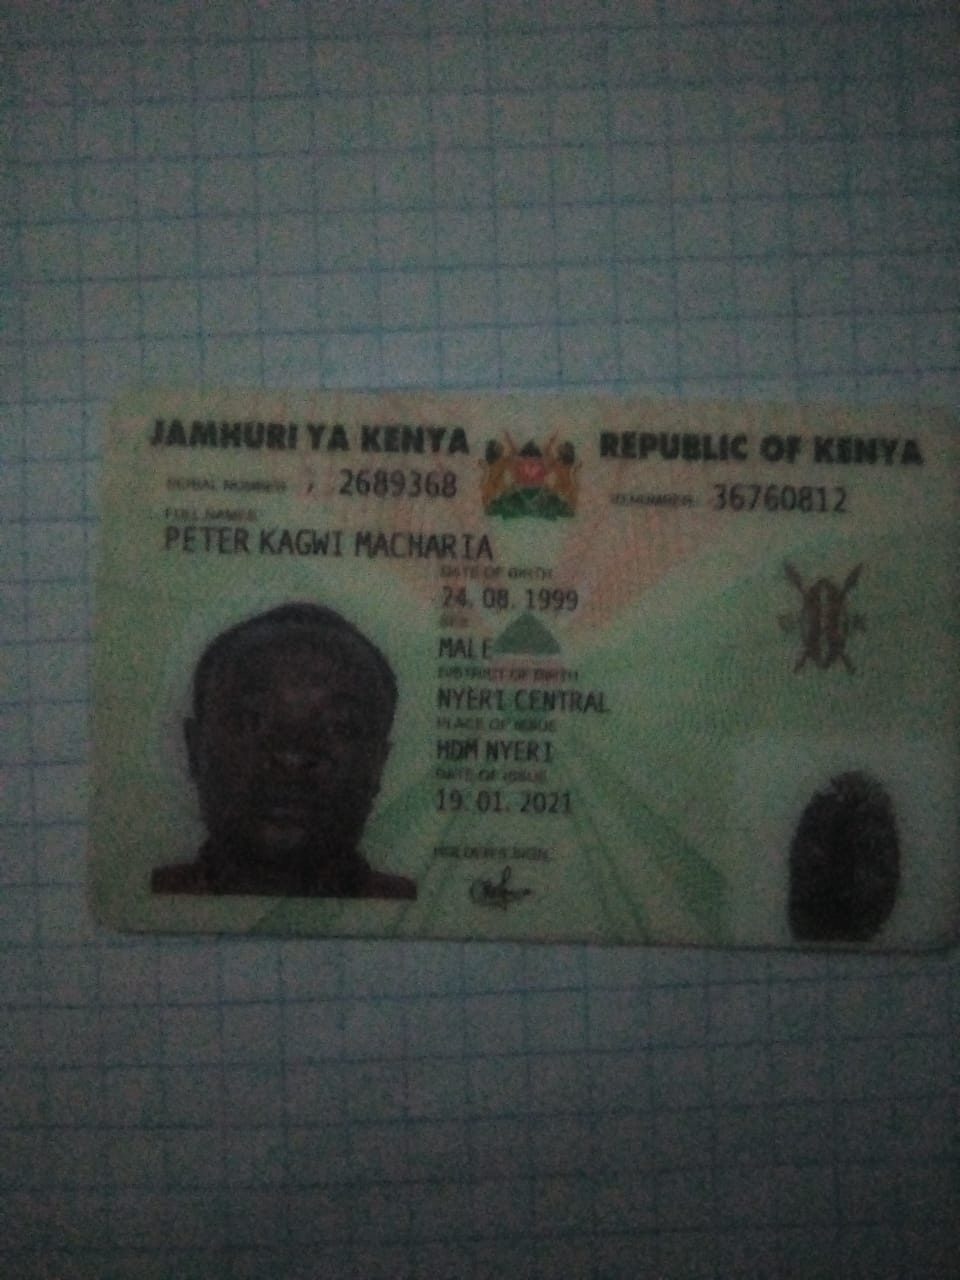 JAMHURI YA KENYA REPUBLIC OF KENYA
SERIAL NUMBER 2689368 ID NUMBER 36760812
FULL NAMES
PETER KAGWI MACHARIA
DATE OF BIRTH
24. 08. 1999
SEX
MALE
DISTRICT OF BIRTH
NYERI CENTRAL
PLACE OF ISSUE
HDM NYERI
DATE OF ISSUE
19. 01. 2021
HOLDER'S SIGN.